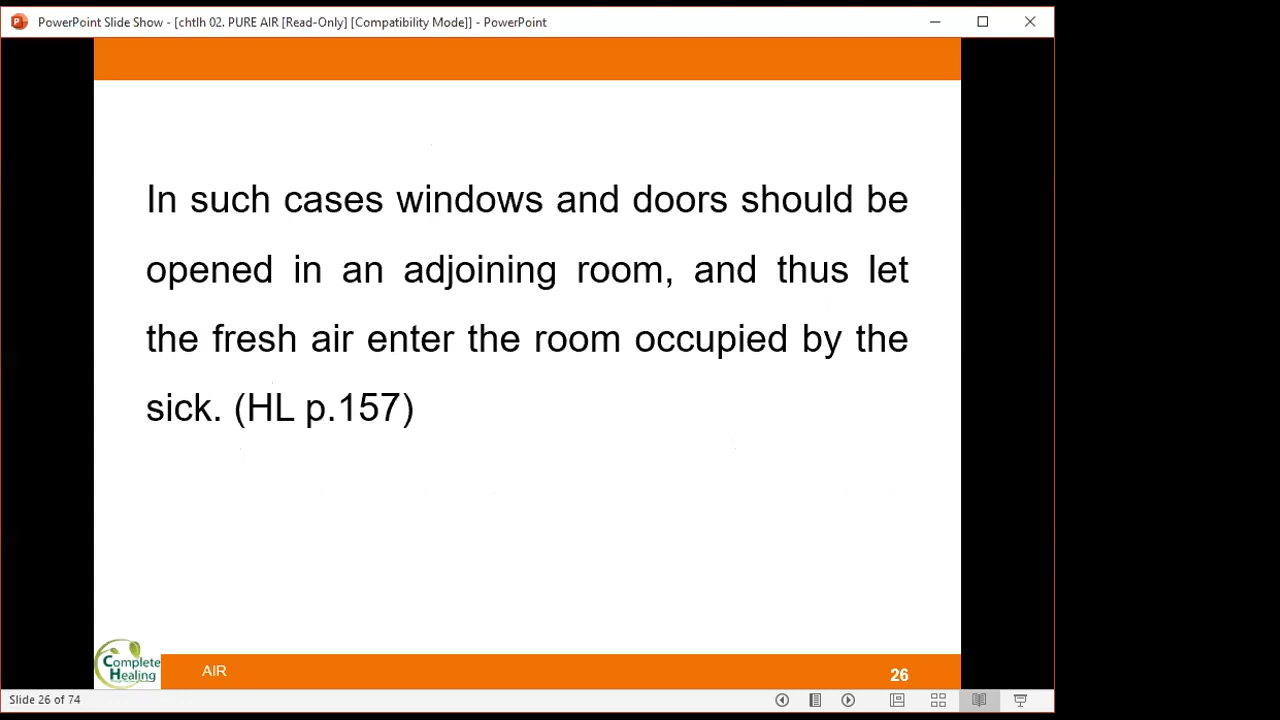 PowerPoint Slide Show - [chtlh 02. PURE AIR [Read-Only] [Compatibility Mode]] - PowerPoint
In such cases windows and doors should be
opened in an adjoining room, and thus let
the fresh air enter the room occupied by the
sick. (HL p.157)
Complete
Healing
AIR
26
Slide 26 of 74